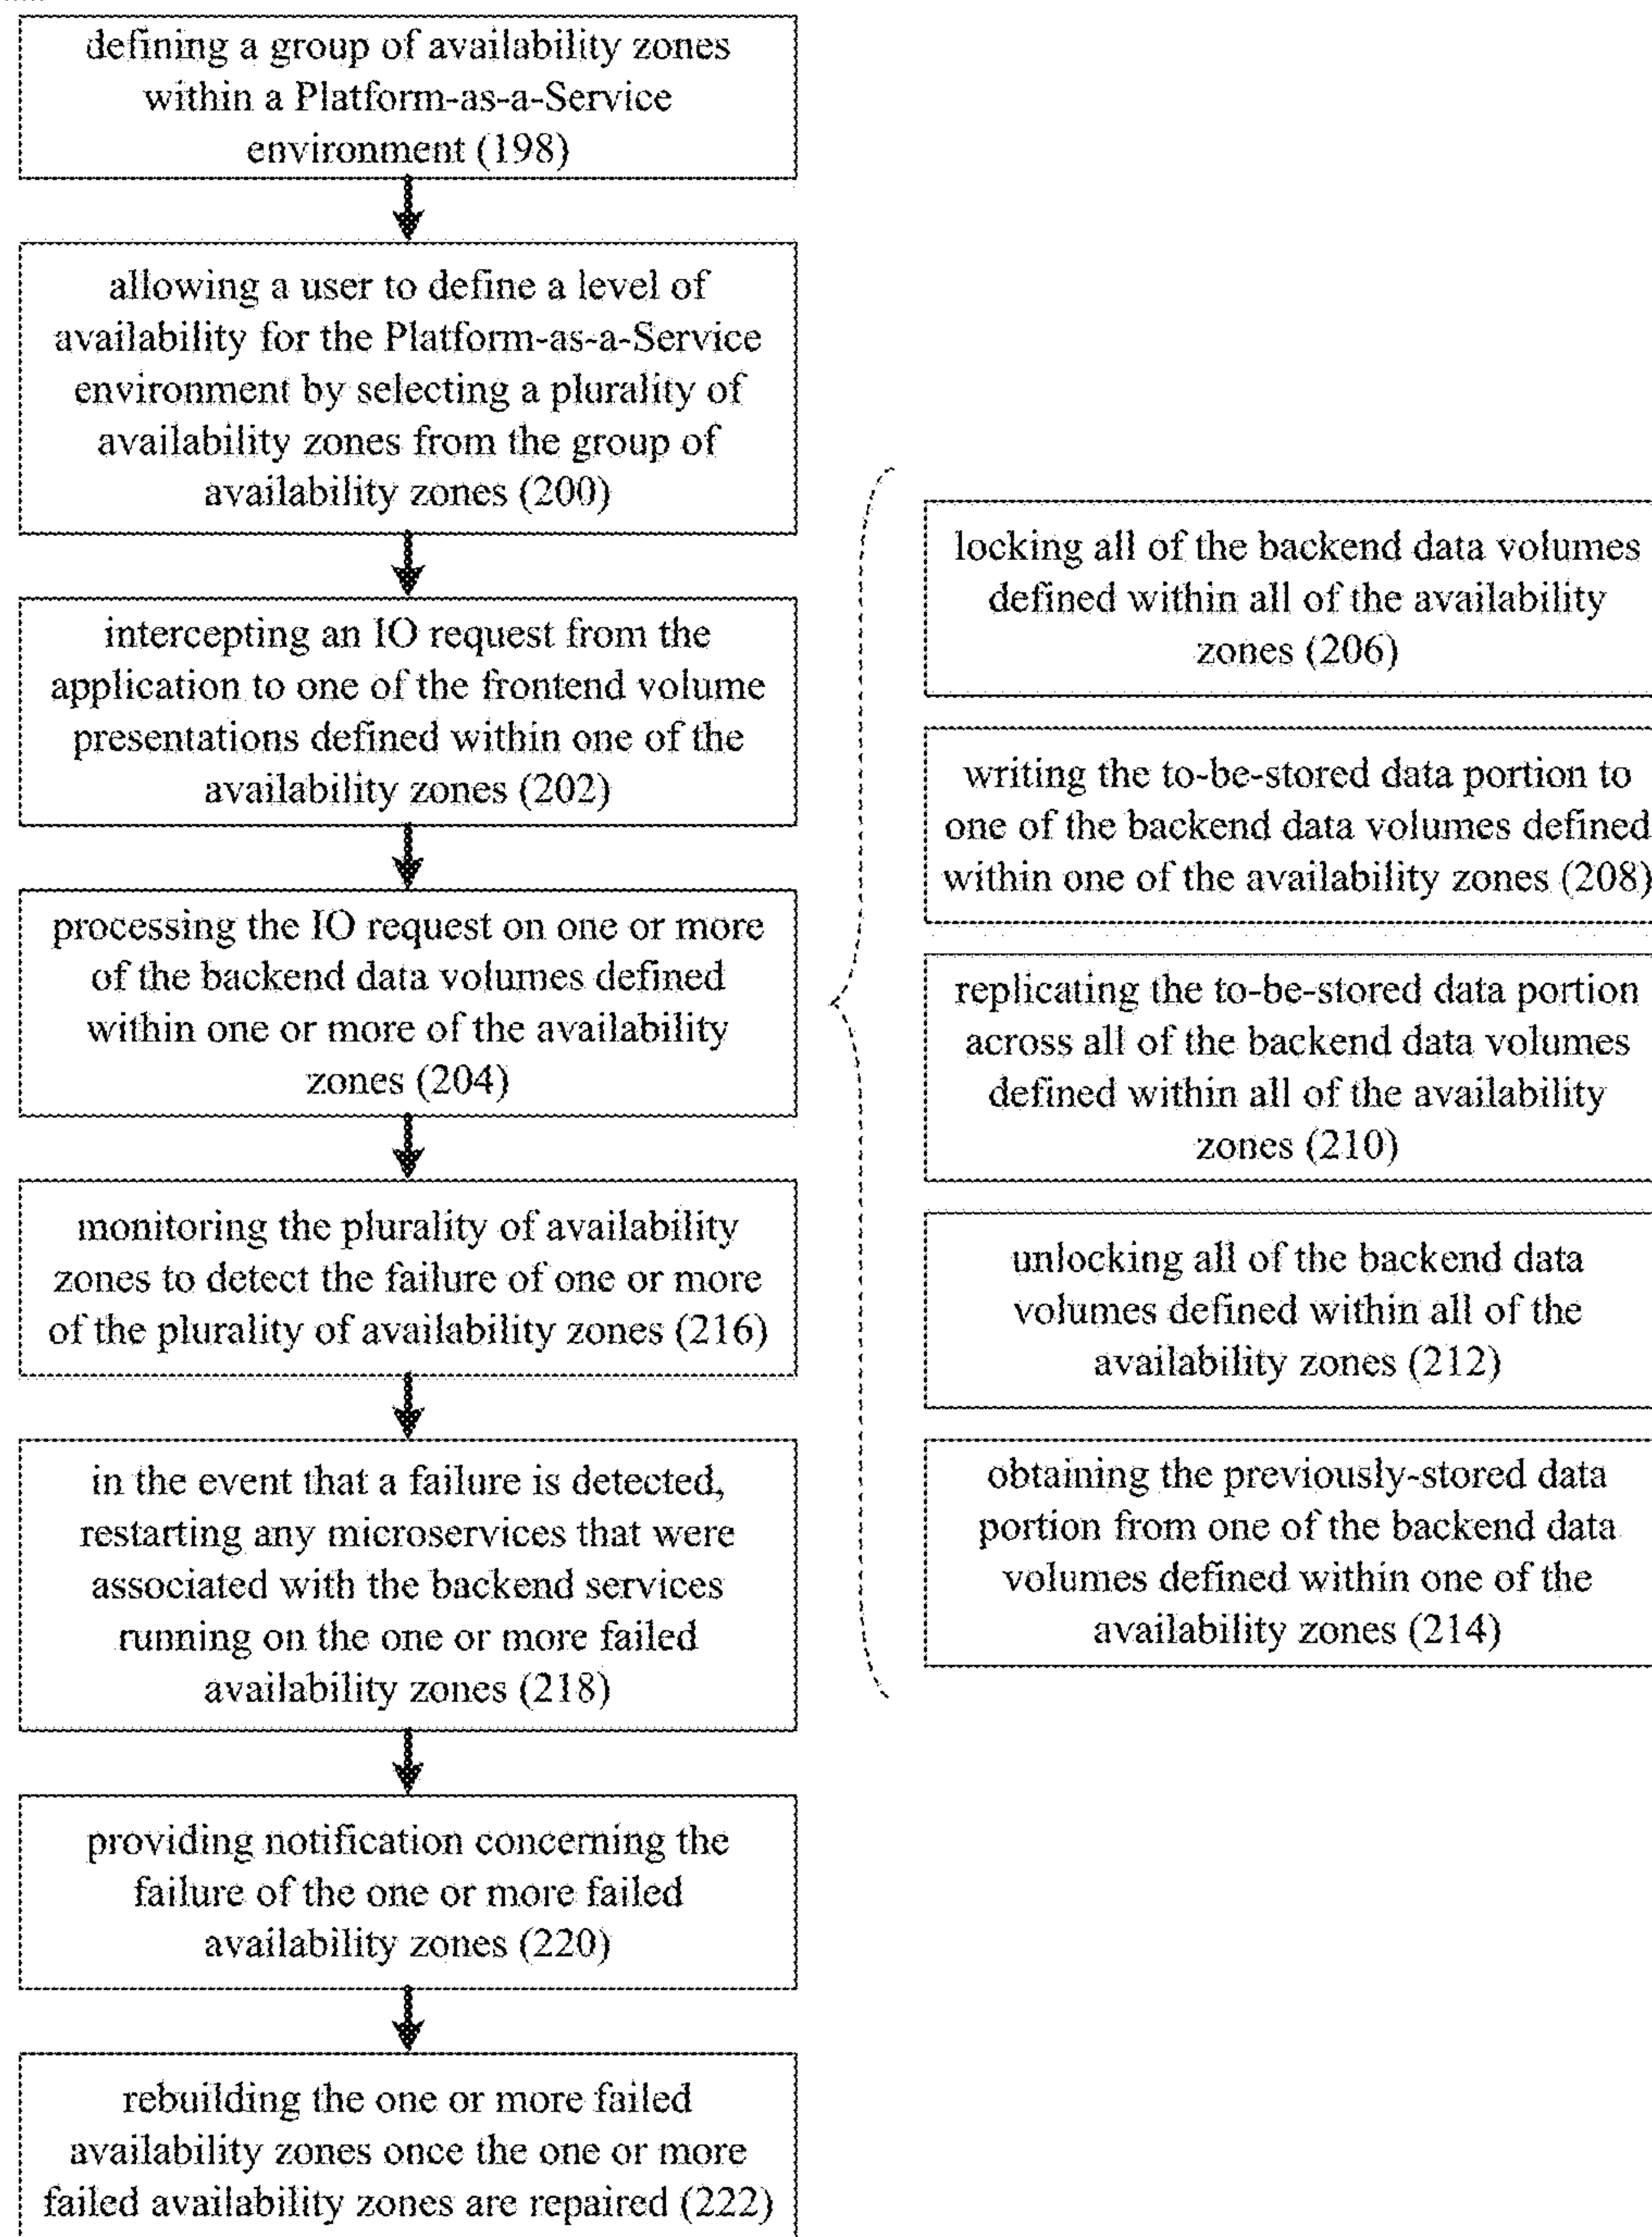 defining a group of availability zones
within a Platform-as-a-Service
environment (198)
allowing a user to define a level of
availability for the Platform-as-a-Service
environment by selecting a plurality of
availability zones from the group of
availability zones (200)
intercepting an IO request from the
application to one of the frontend volume
presentations defined within one of the
availability zones (202)
processing the IO request on one or more
of the backend data volumes defined
within one or more of the availability
zones (204)
locking all of the backend data volumes
defined within all of the availability
zones (206)
writing the to-be-stored data portion to
one of the backend data volumes defined
within one of the availability zones (208)
replicating the to-be-stored data portion
across all of the backend data volumes
defined within all of the availability
zones (210)
unlocking all of the backend data
volumes defined within all of the
availability zones (212)
obtaining the previously-stored data
portion from one of the backend data
volumes defined within one of the
availability zones (214)
monitoring the plurality of availability
zones to detect the failure of one or more
of the plurality of availability zones (216)
in the event that a failure is detected,
restarting any microservices that were
associated with the backend services
running on the one or more failed
availability zones (218)
providing notification concerning the
failure of the one or more failed
availability zones (220)
rebuilding the one or more failed
availability zones once the one or more
failed availability zones are repaired (222)